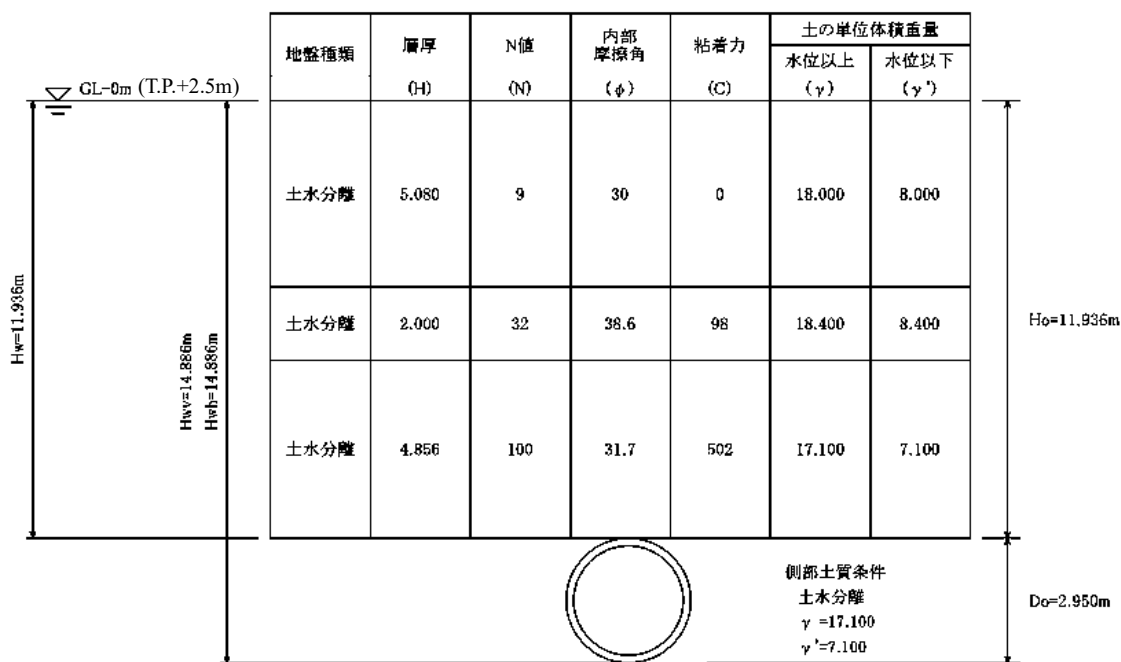 地盤種類 層厚 N値 内部 粘着力 土の単位体積重量
摩擦角 水位以上 水位以下
(H) (N) (φ) (C) (γ) (γ')
GL-0m (T.P.+2.5m)
土水分離 5.080 9 30 0 18.000 8.000
土水分離 2.000 32 38.6 98 18.400 8.400
土水分離 4.856 100 31.7 502 17.100 7.100
Hw=11.936m
Hwv=14.886m
Hwh=14.886m
Ho=11.936m
側部土質条件
土水分離
γ =17.100
γ'=7.100
Do=2.950m